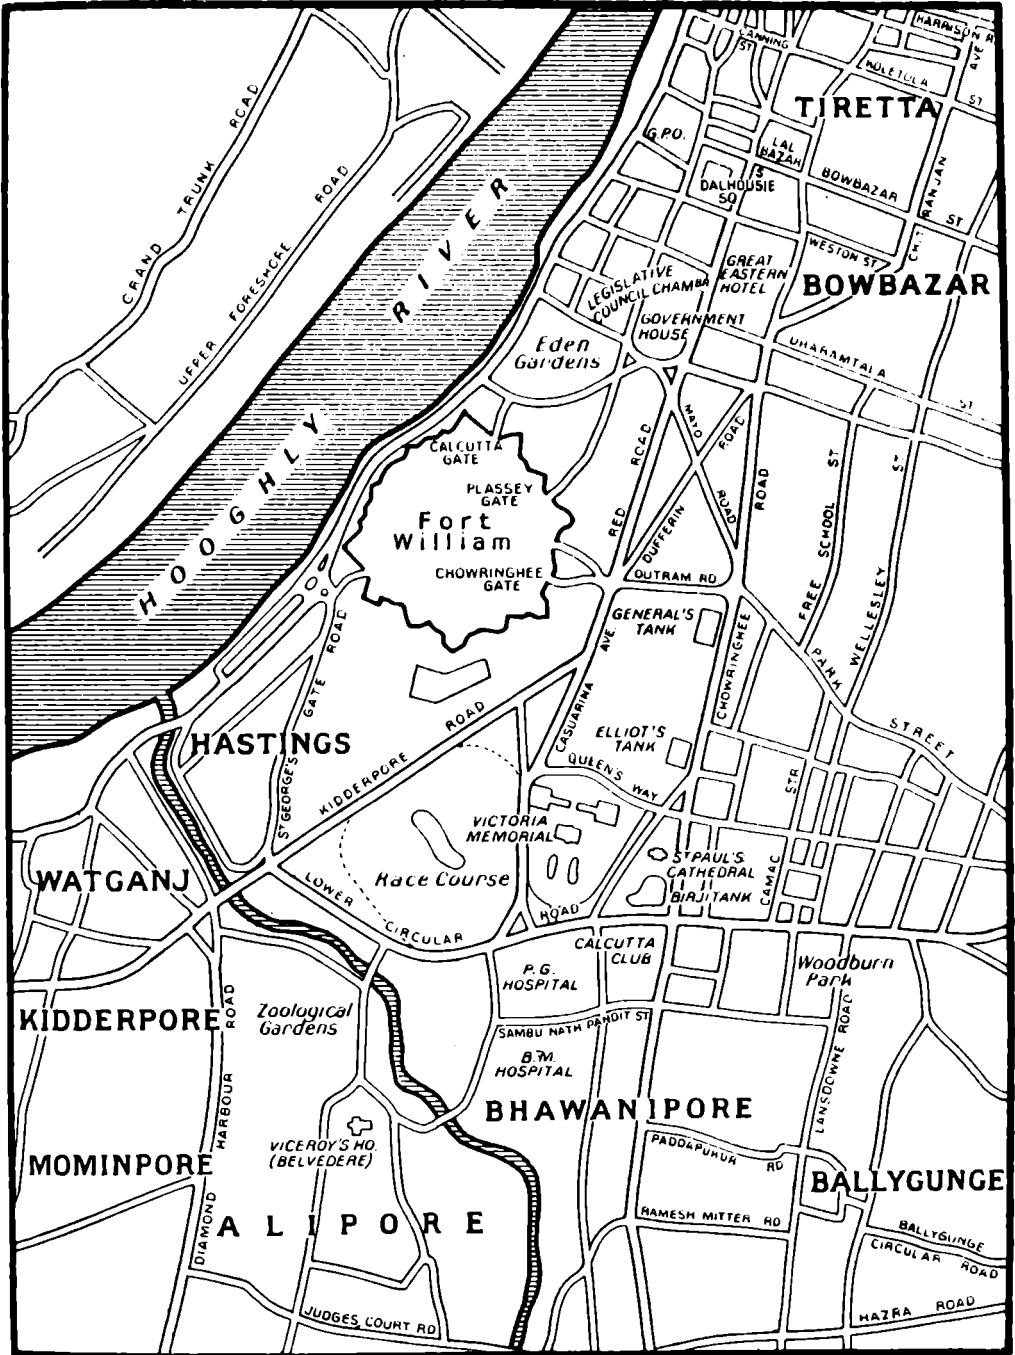 HARRISON R
CANNING
ST
AVE
KOLETOLA
ST
TIRETTA
G.P.O.
LAL
BAZAR
S
DALHOUSIE
SQ
BOWBAZAR
ST
CH. T
RANJAN
WESTON ST
GRAND TRUNK ROAD
UPPER FORESHORE ROAD
HOOGHLY RIVER
GREAT
EASTERN
HOTEL
BOWBAZAR
LEGISLATIVE
COUNCIL CHAMBA
GOVERNMENT
HOUSE
Eden
Gardens
DHARAMTALA
ST
CALCUTTA
GATE
PLASSEY
GATE
Fort
William
CHOWRINGHEE
GATE
RED ROAD
MAYO ROAD
DUFFERIN ROAD
OUTRAM RD
CHOWRINGHEE ROAD
FREE SCHOOL ST
WELLESLEY ST
PARK STREET
GENERAL'S
TANK
CASUARINA AVE
ELLIOT'S
TANK
QUEEN'S WAY
HASTINGS
ST GEORGE'S GATE ROAD
KIDDERPORE ROAD
VICTORIA
MEMORIAL
Race Course
ST PAUL'S
CATHEDRAL
BIRJI TANK
CAMAC STR
WATGANJ
LOWER CIRCULAR ROAD
CALCUTTA
CLUB
P.G.
HOSPITAL
Woodburn
Park
KIDDERPORE
Zoological
Gardens
SAMBU NATH PANDIT ST
B.M.
HOSPITAL
LANSDOWNE ROAD
BHAWANIPORE
DIAMOND HARBOUR ROAD
VICEROY'S HO.
(BELVEDERE)
PADDAPUKUR RD
MOMINPORE
BALLYGUNGE
ALIPORE
RAMESH MITTER RD
BALLYGUNGE
CIRCULAR ROAD
JUDGES COURT RD
HAZRA ROAD